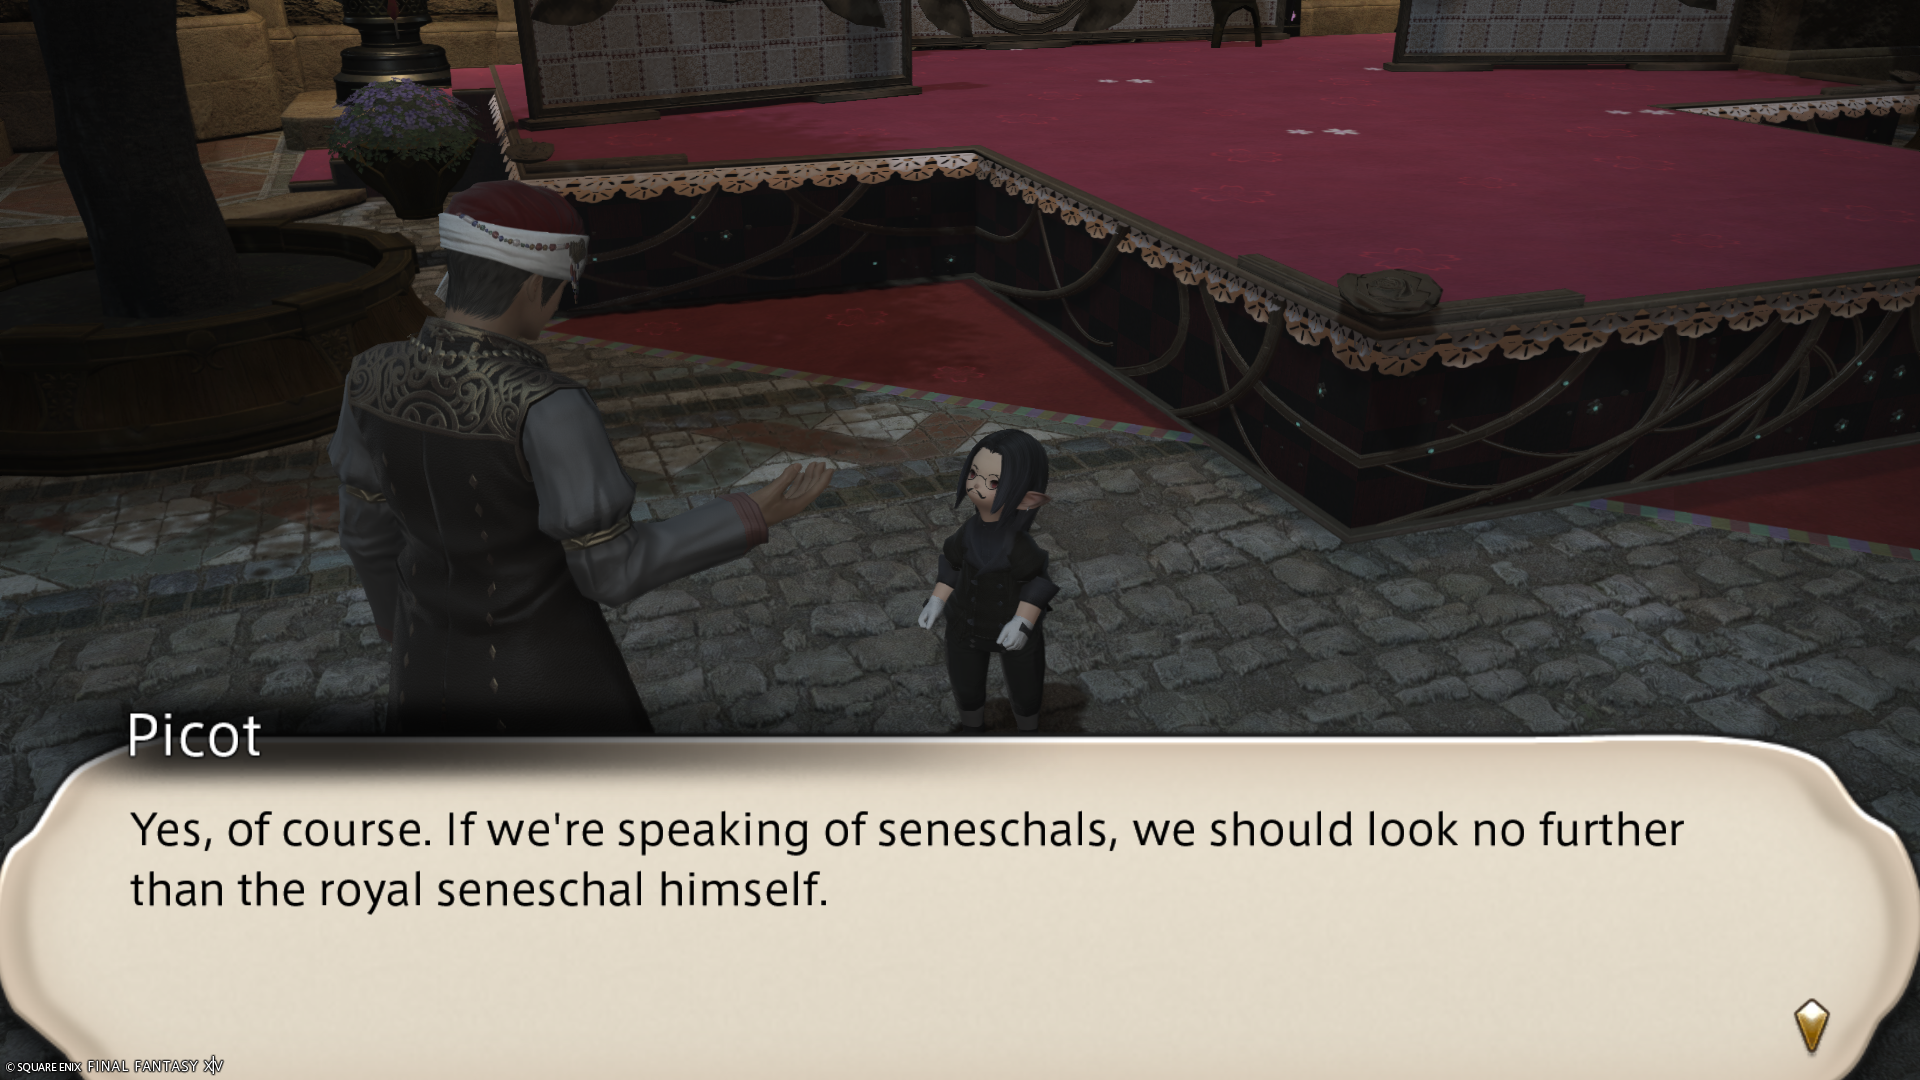 Picot
Yes, of course. If we're speaking of seneschals, we should look no further
than the royal seneschal himself.
© SQUARE ENIX FINAL FANTASY XIV